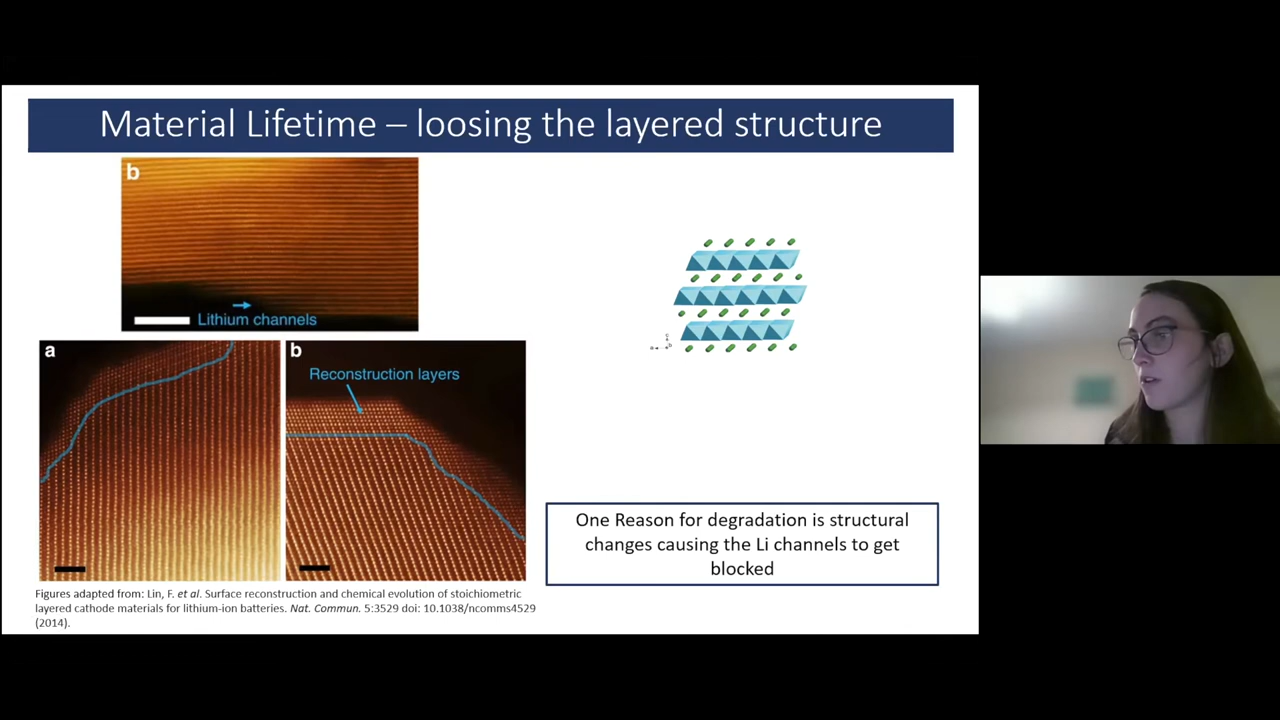 Material Lifetime – loosing the layered structure
b
Lithium channels
a
b
Reconstruction layers
c
a
b
One Reason for degradation is structural
changes causing the Li channels to get
blocked
Figures adapted from: Lin, F. et al. Surface reconstruction and chemical evolution of stoichiometric
layered cathode materials for lithium-ion batteries. Nat. Commun. 5:3529 doi: 10.1038/ncomms4529
(2014).